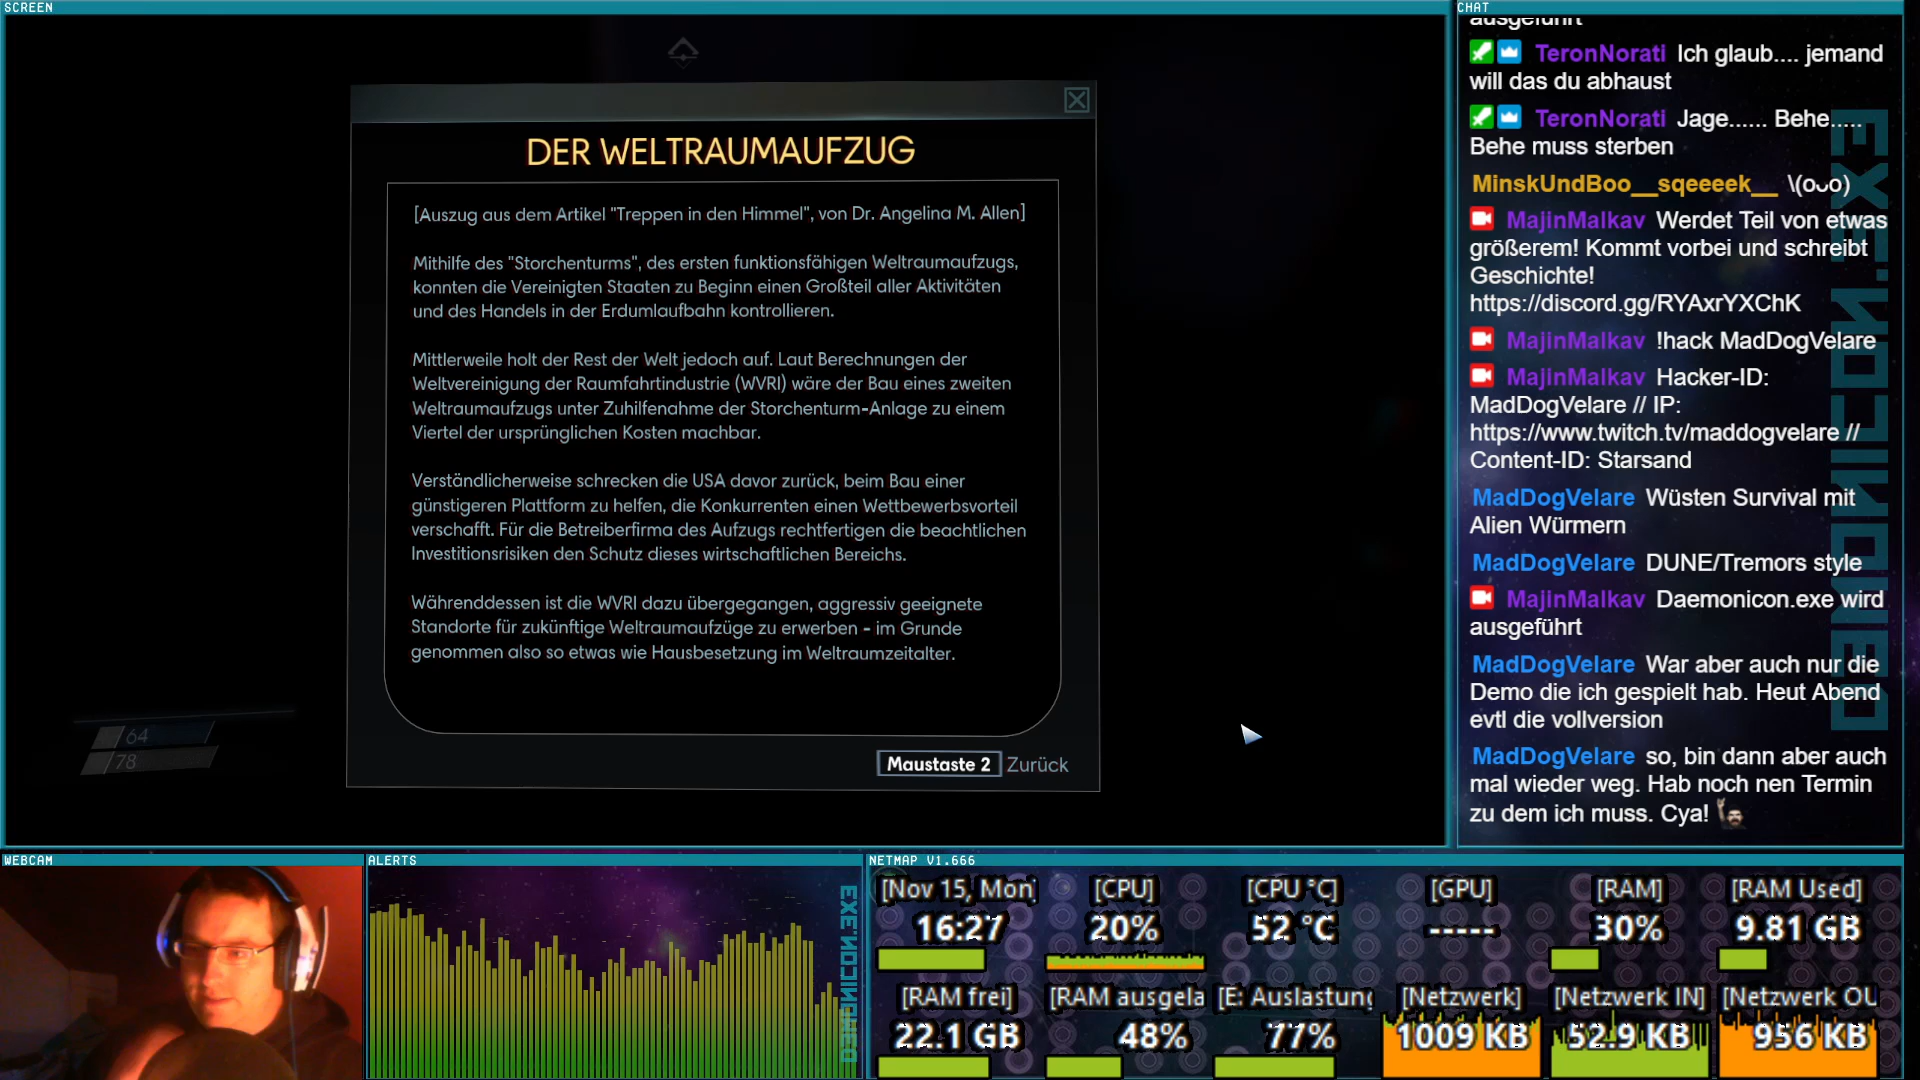 SCREEN
DER WELTRAUMAUFZUG
[Auszug aus dem Artikel "Treppen in den Himmel", von Dr. Angelina M. Allen]
Mithilfe des "Storchenturms", des ersten funktionsfähigen Weltraumaufzugs,
konnten die Vereinigten Staaten zu Beginn einen Großteil aller Aktivitäten
und des Handels in der Erdumlaufbahn kontrollieren.
Mittlerweile holt der Rest der Welt jedoch auf. Laut Berechnungen der
Weltvereinigung der Raumfahrtindustrie (WVRI) wäre der Bau eines zweiten
Weltraumaufzugs unter Zuhilfenahme der Storchenturm-Anlage zu einem
Viertel der ursprünglichen Kosten machbar.
Verständlicherweise schrecken die USA davor zurück, beim Bau einer
günstigeren Plattform zu helfen, die Konkurrenten einen Wettbewerbsvorteil
verschafft. Für die Betreiberfirma des Aufzugs rechtfertigen die beachtlichen
Investitionsrisiken den Schutz dieses wirtschaftlichen Bereichs.
Währenddessen ist die WVRI dazu übergegangen, aggressiv geeignete
Standorte für zukünftige Weltraumaufzüge zu erwerben - im Grunde
genommen also so etwas wie Hausbesetzung im Weltraumzeitalter.
Maustaste 2 Zurück
64
78
CHAT
ausgeführt
TeronNorati Ich glaub.... jemand
will das du abhaust
TeronNorati Jage...... Behe.....
Behe muss sterben
MinskUndBoo__sqeeeek__ \(oᴗo)
MajinMalkav Werdet Teil von etwas
größerem! Kommt vorbei und schreibt
Geschichte!
https://discord.gg/RYAxrYXChK
MajinMalkav !hack MadDogVelare
MajinMalkav Hacker-ID:
MadDogVelare // IP:
https://www.twitch.tv/maddogvelare //
Content-ID: Starsand
MadDogVelare Wüsten Survival mit
Alien Würmern
MadDogVelare DUNE/Tremors style
MajinMalkav Daemonicon.exe wird
ausgeführt
MadDogVelare War aber auch nur die
Demo die ich gespielt hab. Heut Abend
evtl die vollversion
MadDogVelare so, bin dann aber auch
mal wieder weg. Hab noch nen Termin
zu dem ich muss. Cya!
WEBCAM
ALERTS
NETMAP V1.666
[Nov 15, Mon] [CPU] [CPU °C] [GPU] [RAM] [RAM Used]
16:27 20% 52 °C ----- 30% 9.81 GB
[RAM frei] [RAM ausgela [E: Auslastung [Netzwerk] [Netzwerk IN] [Netzwerk OU
22.1 GB 48% 77% 1009 KB 52.9 KB 956 KB